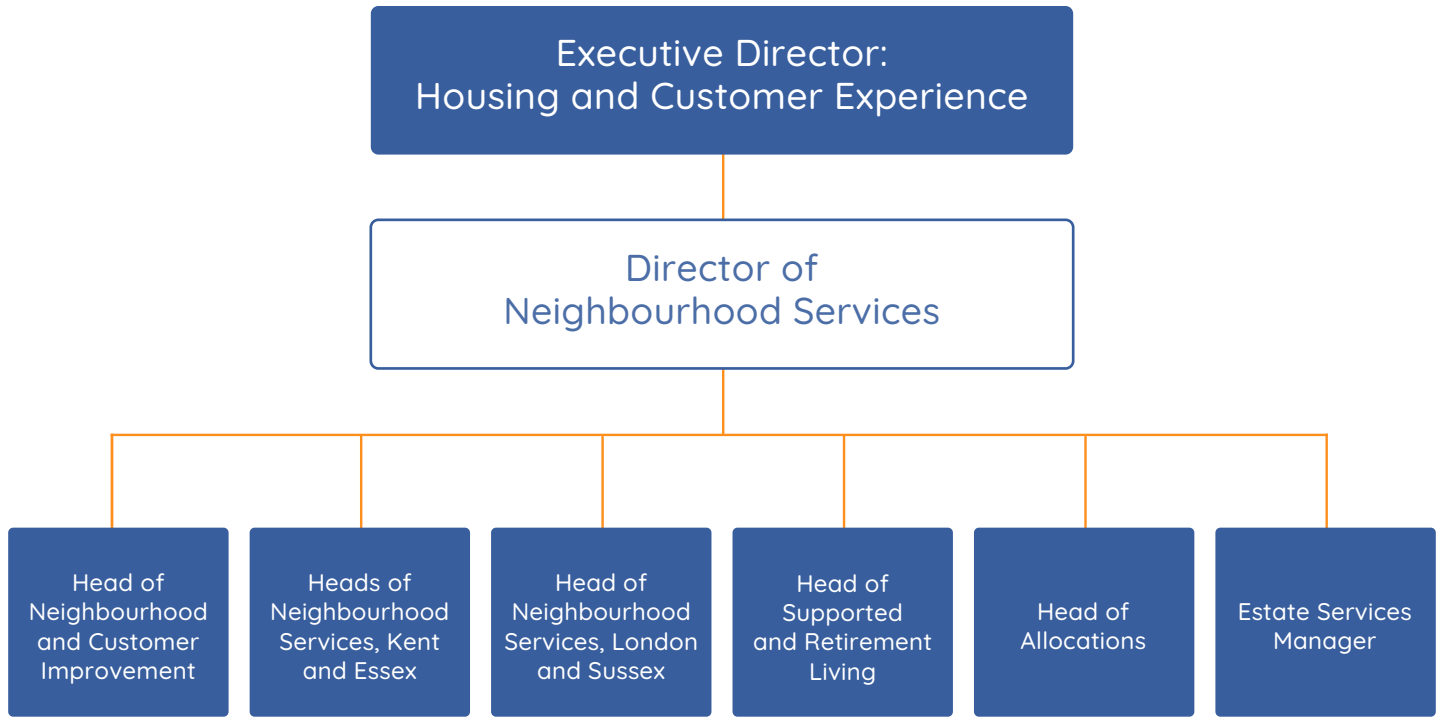 Executive Director:
Housing and Customer Experience
Director of
Neighbourhood Services
Head of
Neighbourhood
and Customer
Improvement
Heads of
Neighbourhood
Services, Kent
and Essex
Head of
Neighbourhood
Services, London
and Sussex
Head of
Supported
and Retirement
Living
Head of
Allocations
Estate Services
Manager